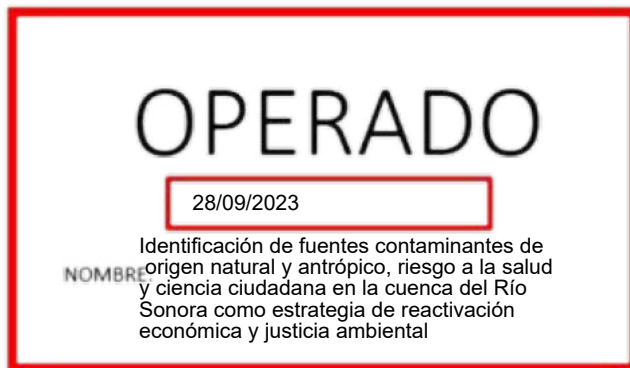 OPERADO
28/09/2023
Identificación de fuentes contaminantes de
NOMBRE: origen natural y antrópico, riesgo a la salud
y ciencia ciudadana en la cuenca del Río
Sonora como estrategia de reactivación
económica y justicia ambiental